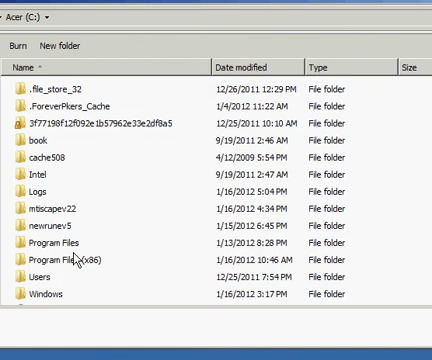 Acer (C:)
Burn New folder
Name Date modified Type Size
.file_store_32 12/26/2011 12:29 PM File folder
.ForeverPkers_Cache 1/4/2012 11:22 AM File folder
3f77198f12f092e1b57962e33e2df8a5 12/25/2011 10:10 AM File folder
book 9/19/2011 2:46 AM File folder
cache508 4/12/2009 5:54 PM File folder
Intel 9/19/2011 2:47 AM File folder
Logs 1/16/2012 5:04 PM File folder
mtiscapev22 1/16/2012 4:34 PM File folder
newrunev5 1/15/2012 6:45 PM File folder
Program Files 1/13/2012 8:28 PM File folder
Program Files (x86) 1/16/2012 10:46 AM File folder
Users 12/25/2011 7:54 PM File folder
Windows 1/16/2012 3:17 PM File folder